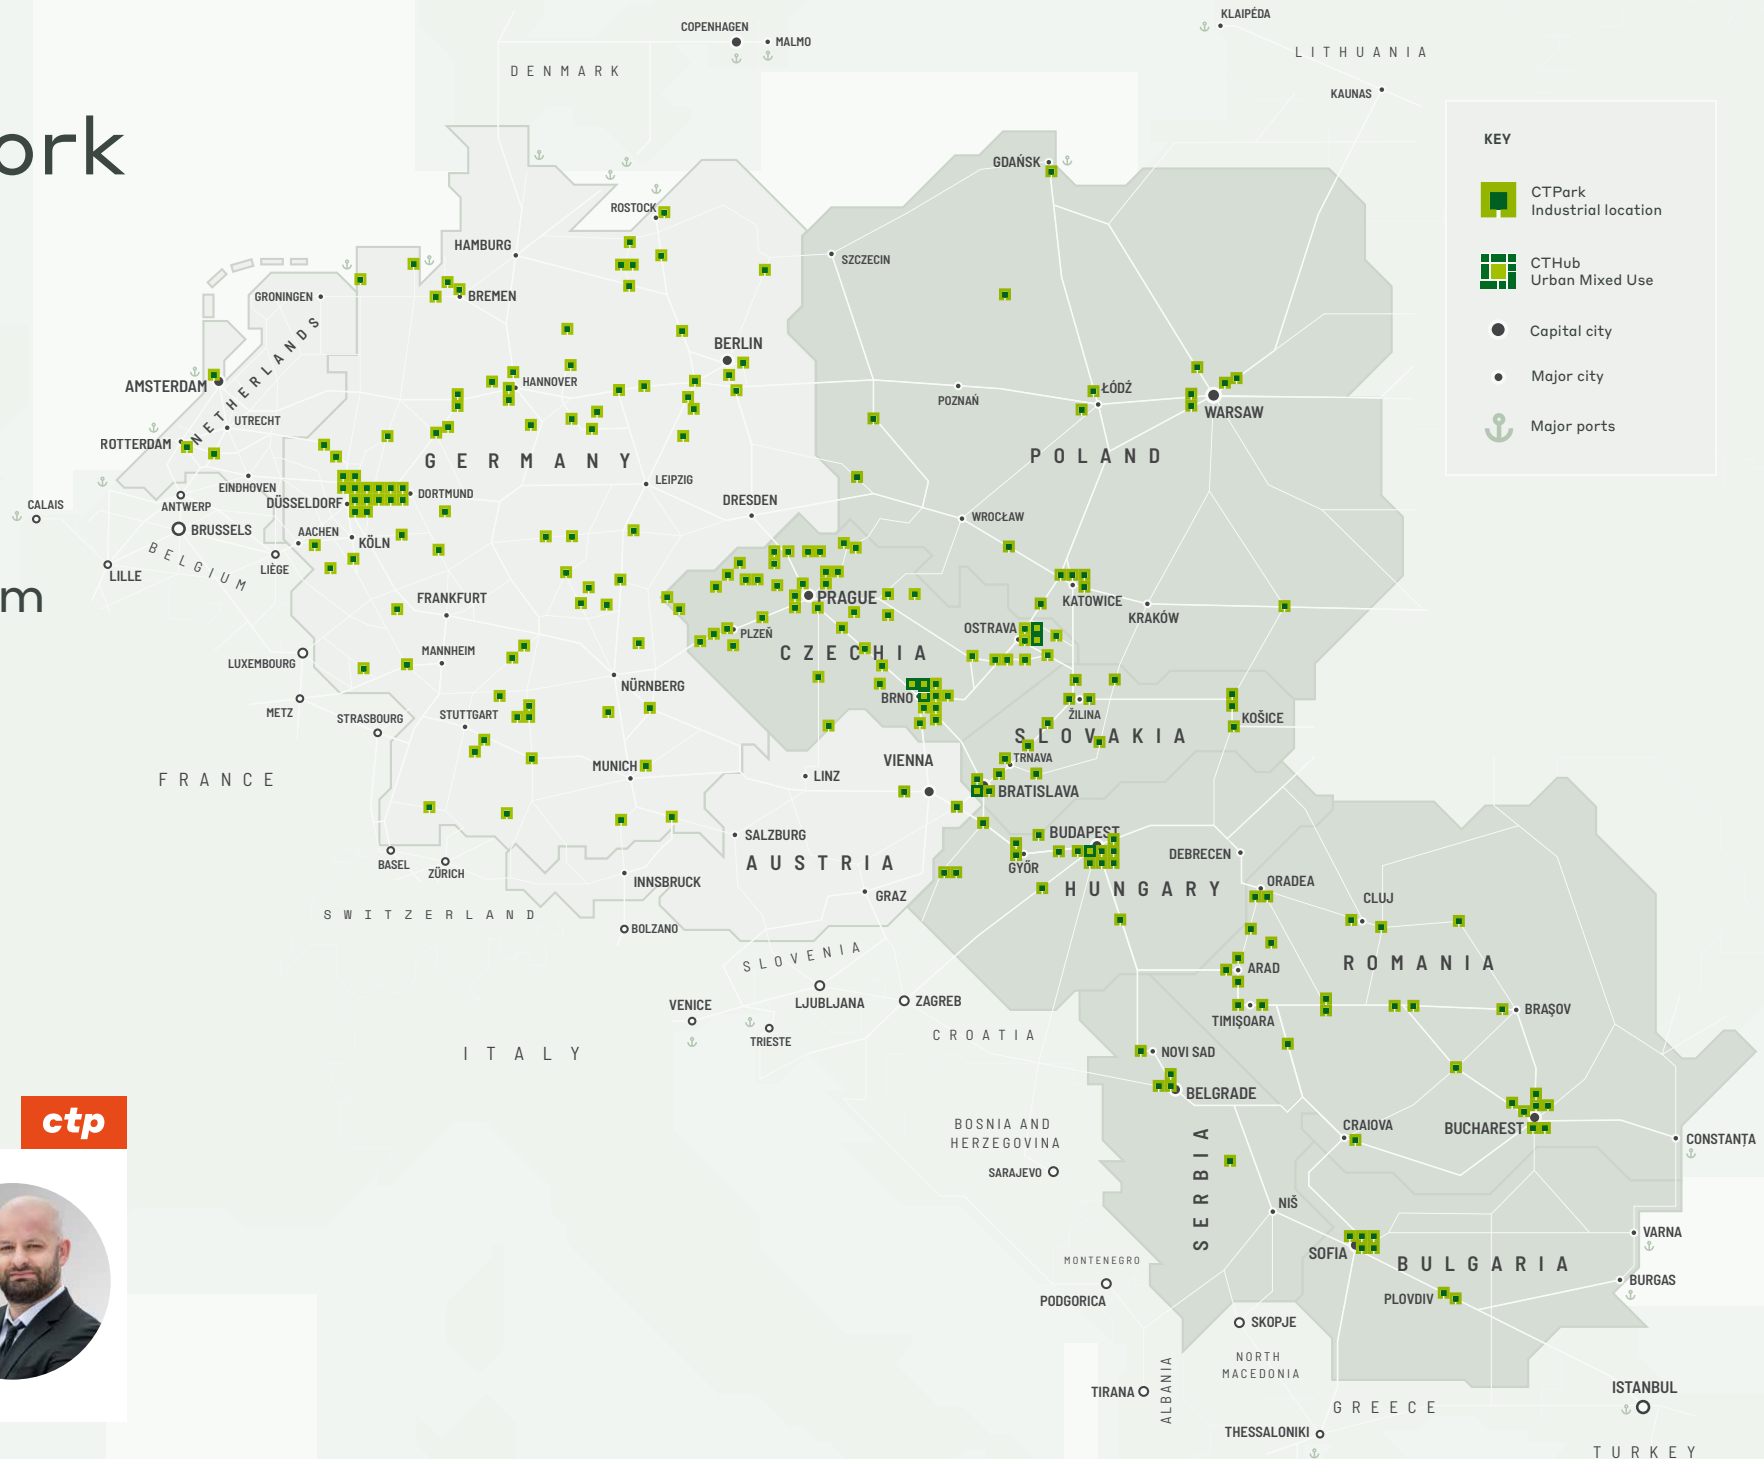 ork
m
ctp
KEY
CTPark
Industrial location
CTHub
Urban Mixed Use
Capital city
Major city
Major ports
COPENHAGEN
MALMO
DENMARK
KLAIPÉDA
LITHUANIA
KAUNAS
GDAŃSK
ROSTOCK
HAMBURG
SZCZECIN
GRONINGEN
BREMEN
BERLIN
NETHERLANDS
AMSTERDAM
HANNOVER
POZNAŃ
ŁÓDŹ
WARSAW
UTRECHT
ROTTERDAM
GERMANY
POLAND
EINDHOVEN
LEIPZIG
DORTMUND
CALAIS
ANTWERP
DÜSSELDORF
DRESDEN
WROCŁAW
BRUSSELS
AACHEN
KÖLN
BELGIUM
LIÈGE
LILLE
FRANKFURT
PRAGUE
KATOWICE
KRAKÓW
OSTRAVA
PLZEŇ
CZECHIA
LUXEMBOURG
MANNHEIM
NÜRNBERG
BRNO
METZ
STRASBOURG
STUTTGART
ŽILINA
KOŠICE
SLOVAKIA
VIENNA
TRNAVA
MUNICH
LINZ
FRANCE
BRATISLAVA
SALZBURG
BUDAPEST
DEBRECEN
BASEL
ZÜRICH
AUSTRIA
GYŐR
INNSBRUCK
HUNGARY
ORADEA
GRAZ
CLUJ
SWITZERLAND
BOLZANO
SLOVENIA
ROMANIA
ARAD
VENICE
LJUBLJANA
ZAGREB
BRAŞOV
TIMIŞOARA
TRIESTE
CROATIA
ITALY
NOVI SAD
BELGRADE
BOSNIA AND
HERZEGOVINA
CRAIOVA
BUCHAREST
CONSTANȚA
SARAJEVO
SERBIA
NIŠ
VARNA
SOFIA
MONTENEGRO
BULGARIA
BURGAS
PODGORICA
PLOVDIV
SKOPJE
NORTH
MACEDONIA
TIRANA
ALBANIA
ISTANBUL
GREECE
THESSALONIKI
TURKEY